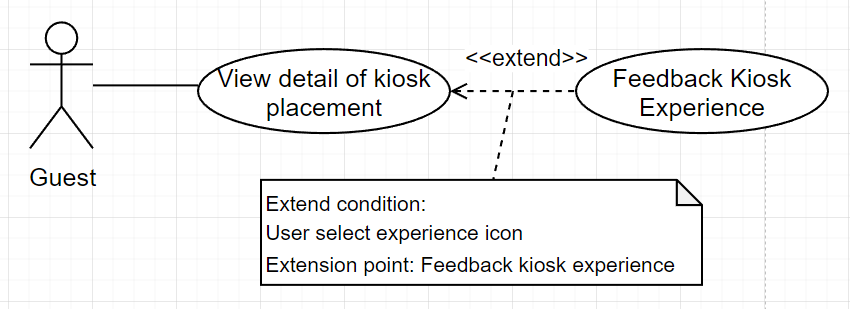 <<extend>>
View detail of kiosk
placement
Feedback Kiosk
Experience
Guest
Extend condition:
User select experience icon
Extension point: Feedback kiosk experience